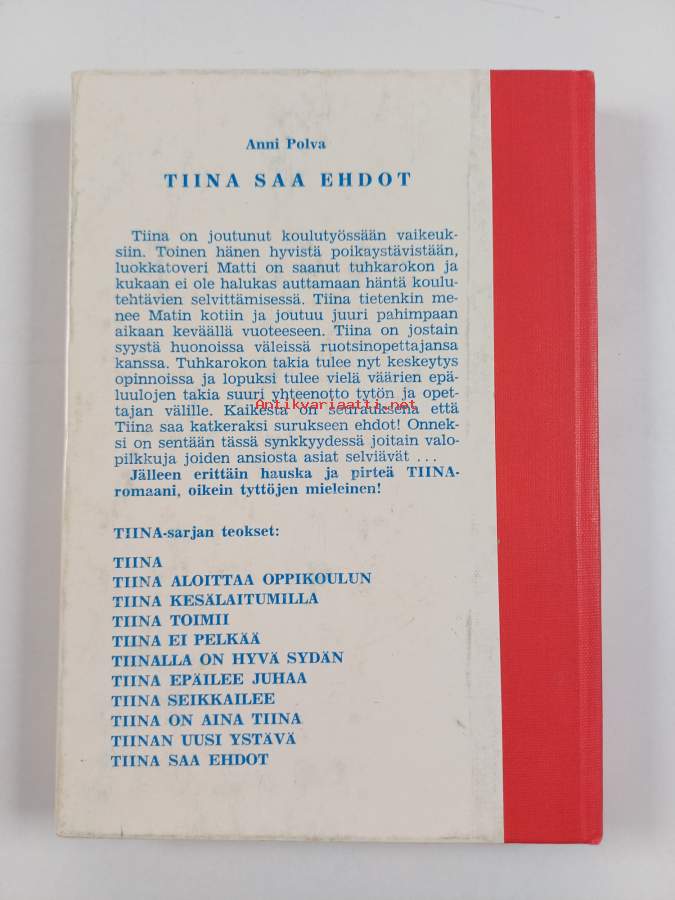 Anni Polva
TIINA SAA EHDOT
Tiina on joutunut koulutyössään vaikeuk-
siin. Toinen hänen hyvistä poikaystävistään,
luokkatoveri Matti on saanut tuhkarokon ja
kukaan ei ole halukas auttamaan häntä koulu-
tehtävien selvittämisessä. Tiina tietenkin me-
nee Matin kotiin ja joutuu juuri pahimpaan
aikaan keväällä vuoteeseen. Tiina on jostain
syystä huonoissa väleissä ruotsinopettajansa
kanssa. Tuhkarokon takia tulee nyt keskeytys
opinnoissa ja lopuksi tulee vielä väärien epä-
luulojen takia suuri yhteenotto tytön ja opet-
tajan välille. Kaikesta on seurauksena että
Antikvariaatti.net
Tiina saa katkeraksi surukseen ehdot! Onnek-
si on sentään tässä synkkyydessä joitain valo-
pilkkuja joiden ansiosta asiat selviävät ...
Jälleen erittäin hauska ja pirteä TIINA-
romaani, oikein tyttöjen mieleinen!
TIINA-sarjan teokset:
TIINA
TIINA ALOITTAA OPPIKOULUN
TIINA KESÄLAITUMILLA
TIINA TOIMII
TIINA EI PELKÄÄ
TIINALLA ON HYVÄ SYDÄN
TIINA EPÄILEE JUHAA
TIINA SEIKKAILEE
TIINA ON AINA TIINA
TIINAN UUSI YSTÄVÄ
TIINA SAA EHDOT